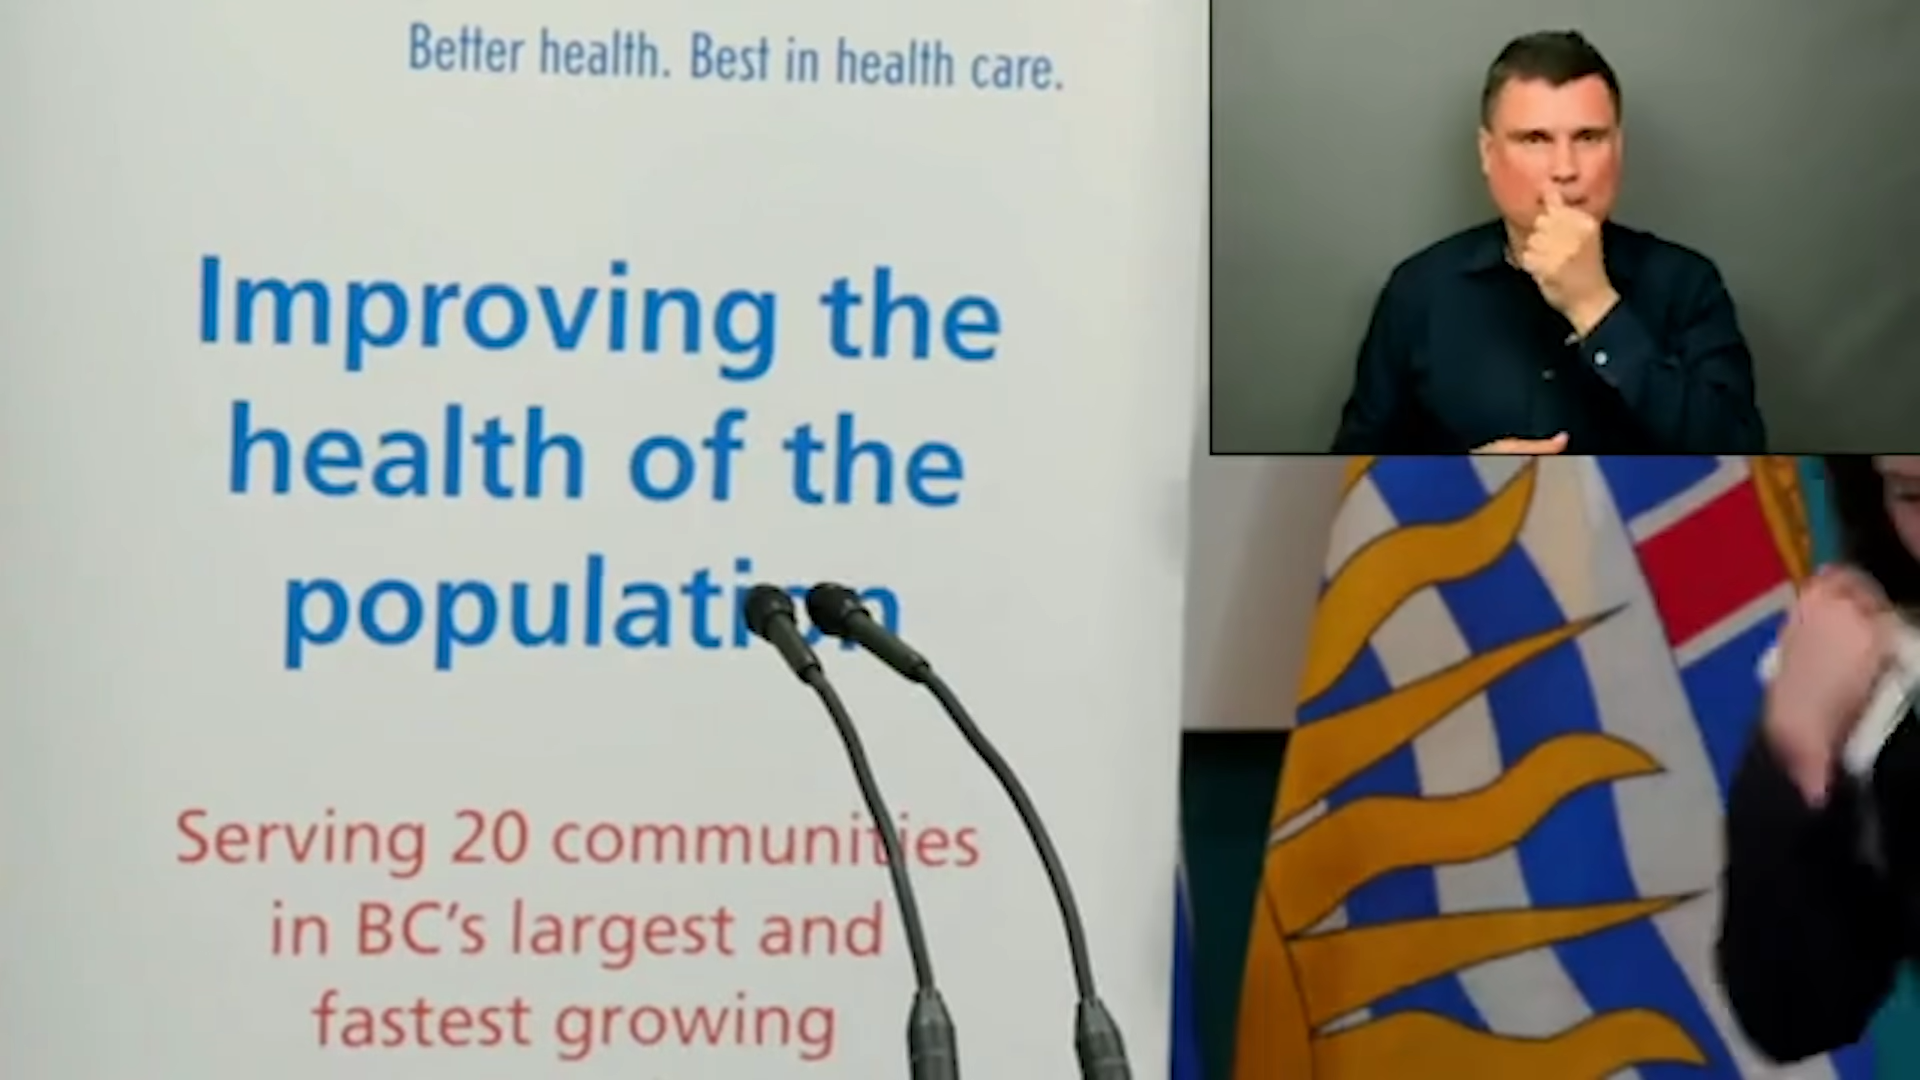 Better health. Best in health care.
Improving the
health of the
population
Serving 20 communities
in BC's largest and
fastest growing